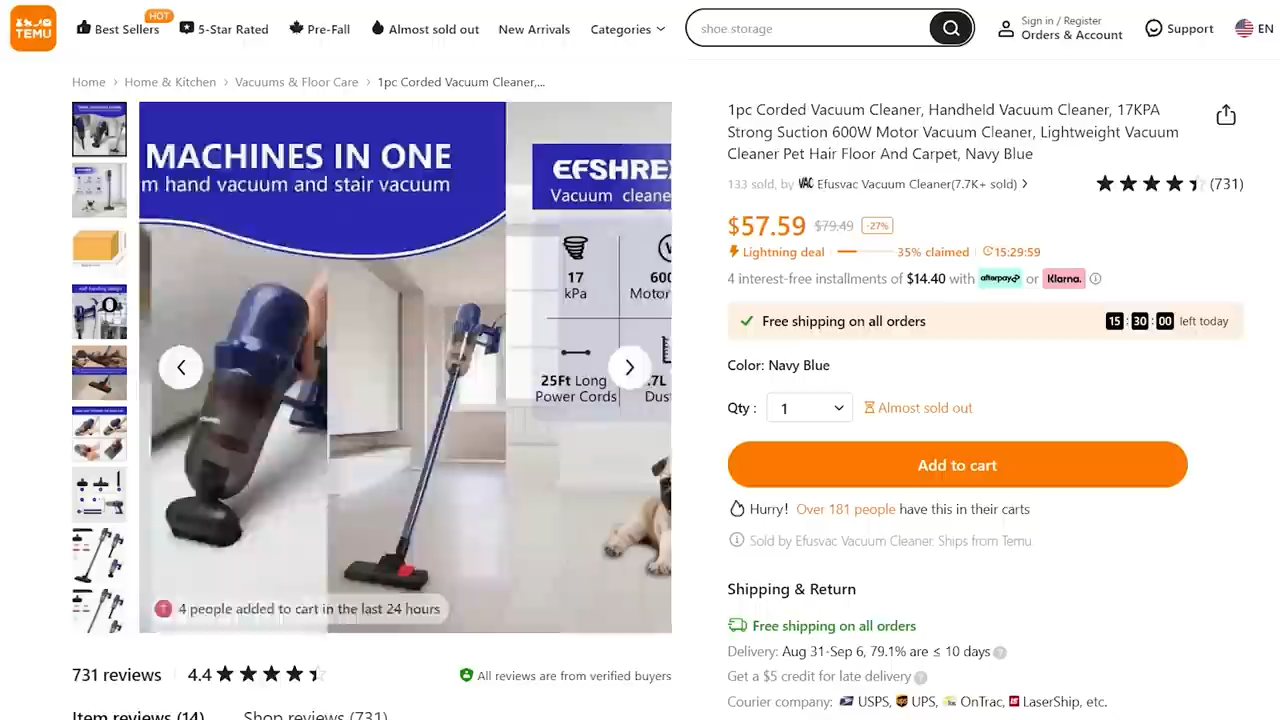 TEMU
Best Sellers
HOT
5-Star Rated
Pre-Fall
Almost sold out
New Arrivals
Categories
shoe storage
Sign in / Register
Orders & Account
Support
EN
Home > Home & Kitchen > Vacuums & Floor Care > 1pc Corded Vacuum Cleaner,...
MACHINES IN ONE
m hand vacuum and stair vacuum
EFSHRE
Vacuum cleane
17
kPa
600
Motor
25Ft Long
Power Cords
.7L
Dust
4 people added to cart in the last 24 hours
731 reviews
4.4
All reviews are from verified buyers
Item reviews (14)
Shop reviews (731)
1pc Corded Vacuum Cleaner, Handheld Vacuum Cleaner, 17KPA
Strong Suction 600W Motor Vacuum Cleaner, Lightweight Vacuum
Cleaner Pet Hair Floor And Carpet, Navy Blue
133 sold, by VAC Efusvac Vacuum Cleaner(7.7K+ sold) >
(731)
$57.59 $79.49 -27%
Lightning deal
35% claimed
15:29:59
4 interest-free installments of $14.40 with afterpay or Klarna.
Free shipping on all orders
15 : 30 : 00 left today
Color: Navy Blue
Qty : 1
Almost sold out
Add to cart
Hurry! Over 181 people have this in their carts
Sold by Efusvac Vacuum Cleaner. Ships from Temu.
Shipping & Return
Free shipping on all orders
Delivery: Aug 31-Sep 6, 79.1% are ≤ 10 days
Get a $5 credit for late delivery
Courier company: USPS, UPS, OnTrac, LaserShip, etc.